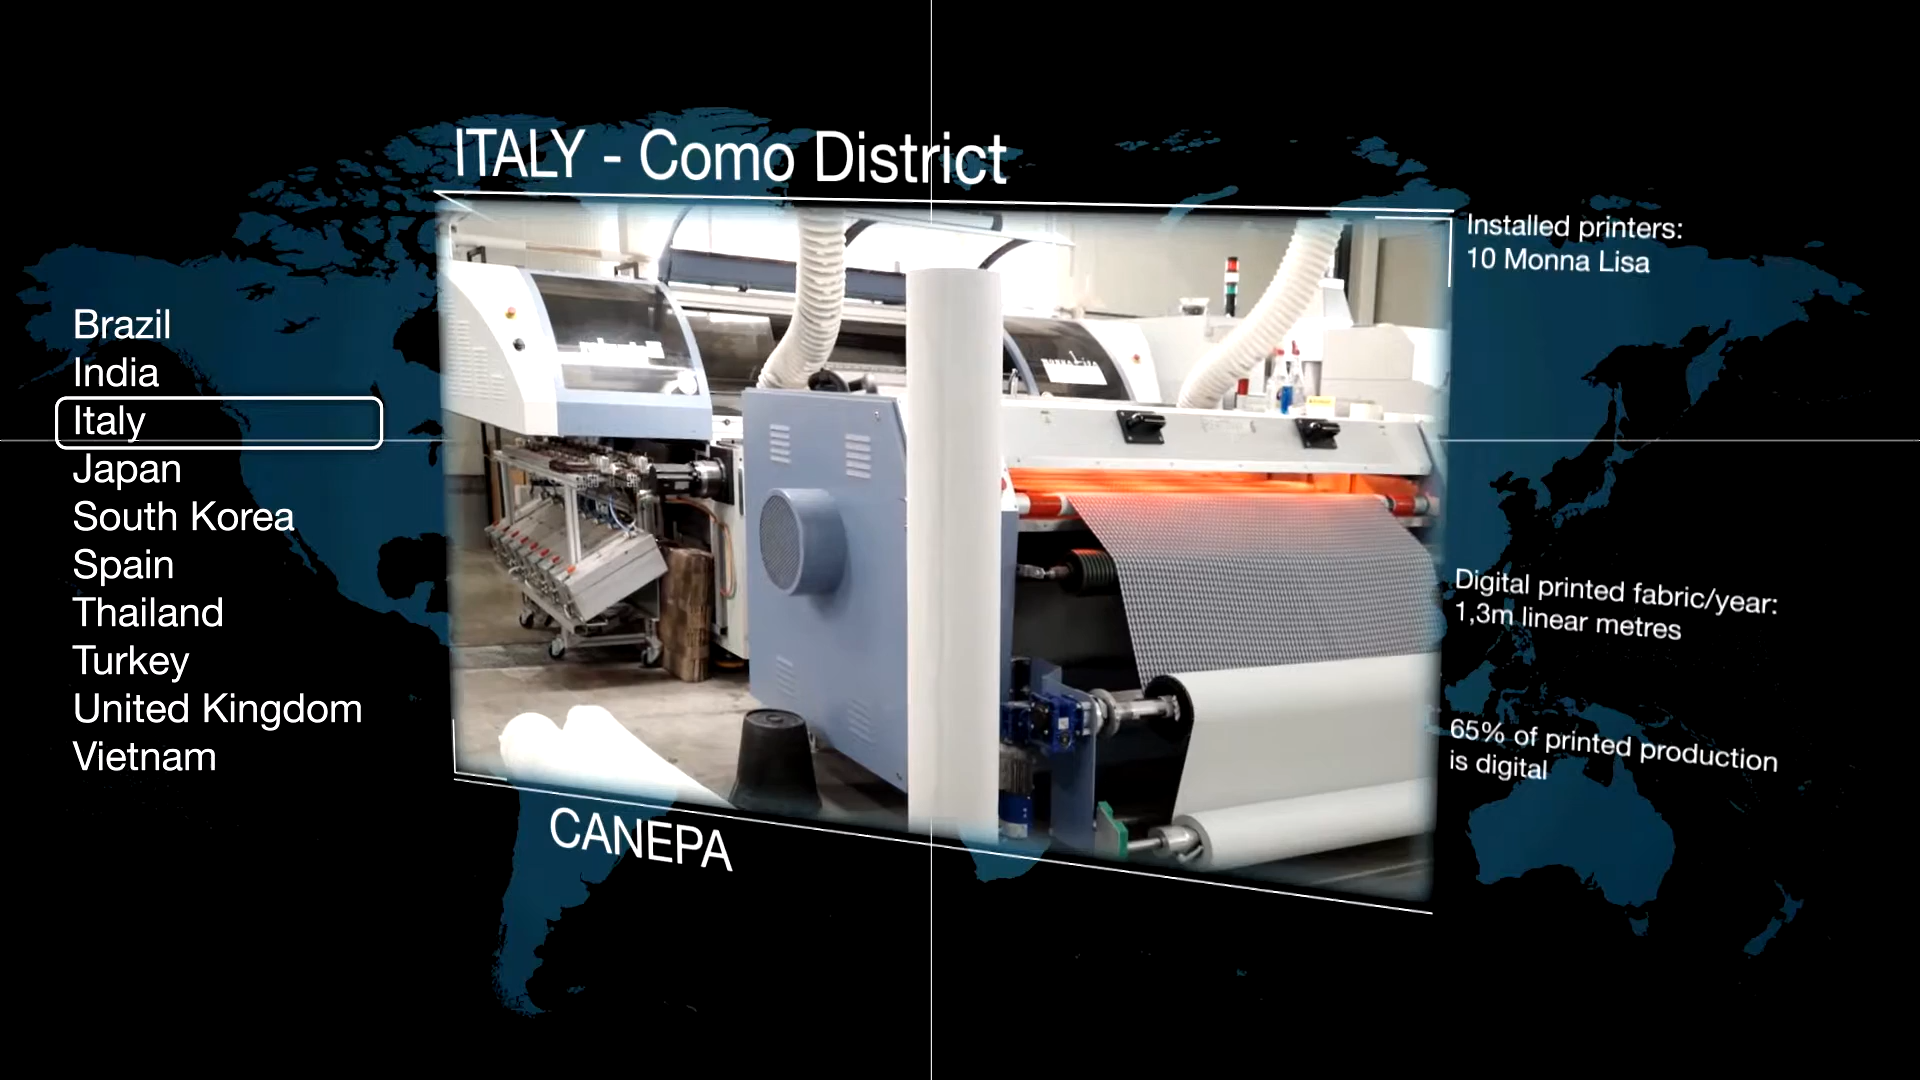 ITALY - Como District
Installed printers:
10 Monna Lisa
Brazil
India
Italy
Japan
South Korea
Spain
Thailand
Turkey
United Kingdom
Vietnam
Digital printed fabric/year:
1,3m linear metres
65% of printed production
is digital
CANEPA